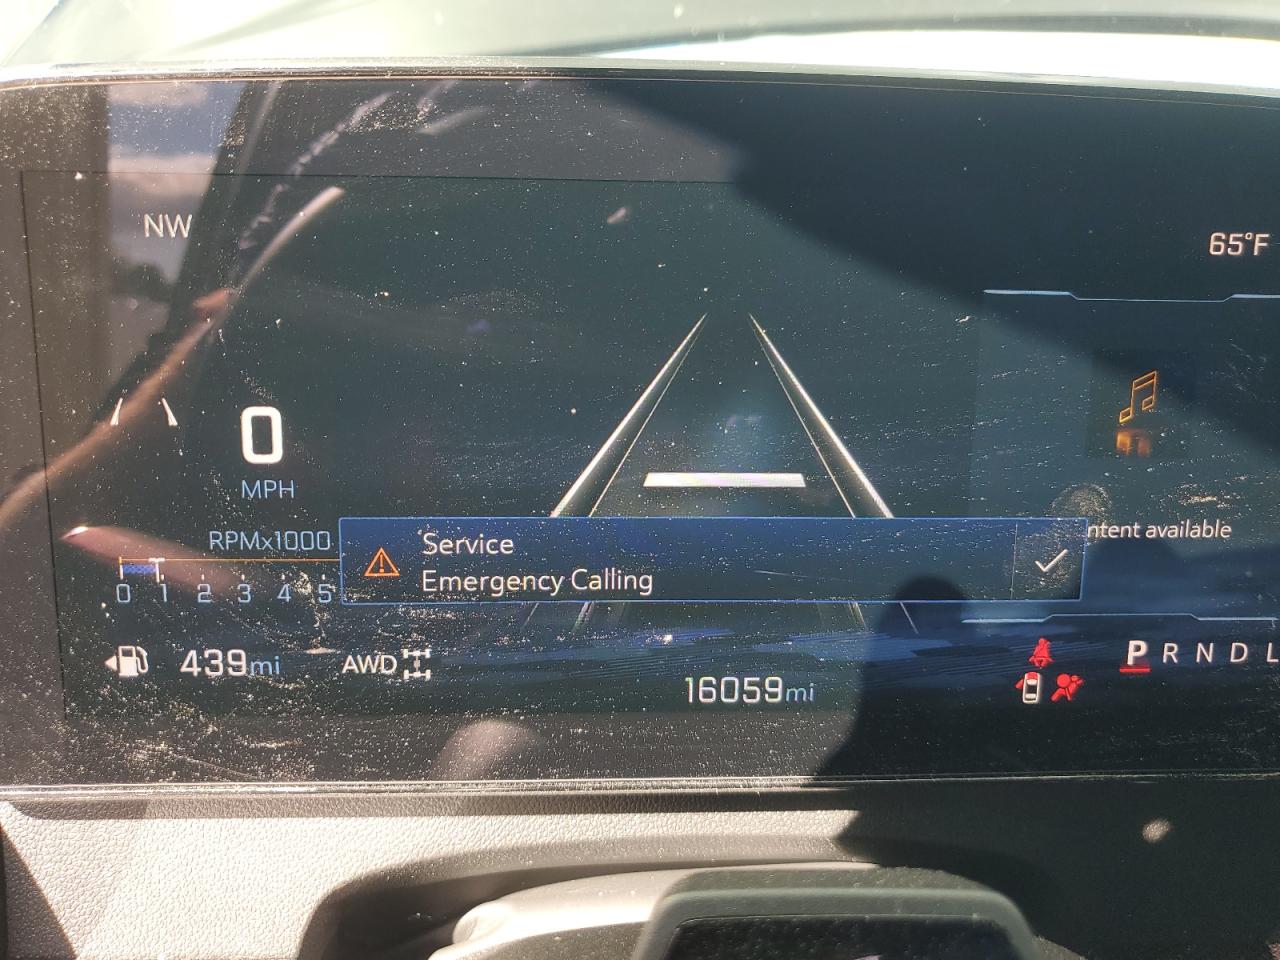 NW
65°F
0
MPH
RPMx1000
0 1 2 3 4 5
Service
Emergency Calling
ntent available
439mi
AWD
16059mi
P R N D L